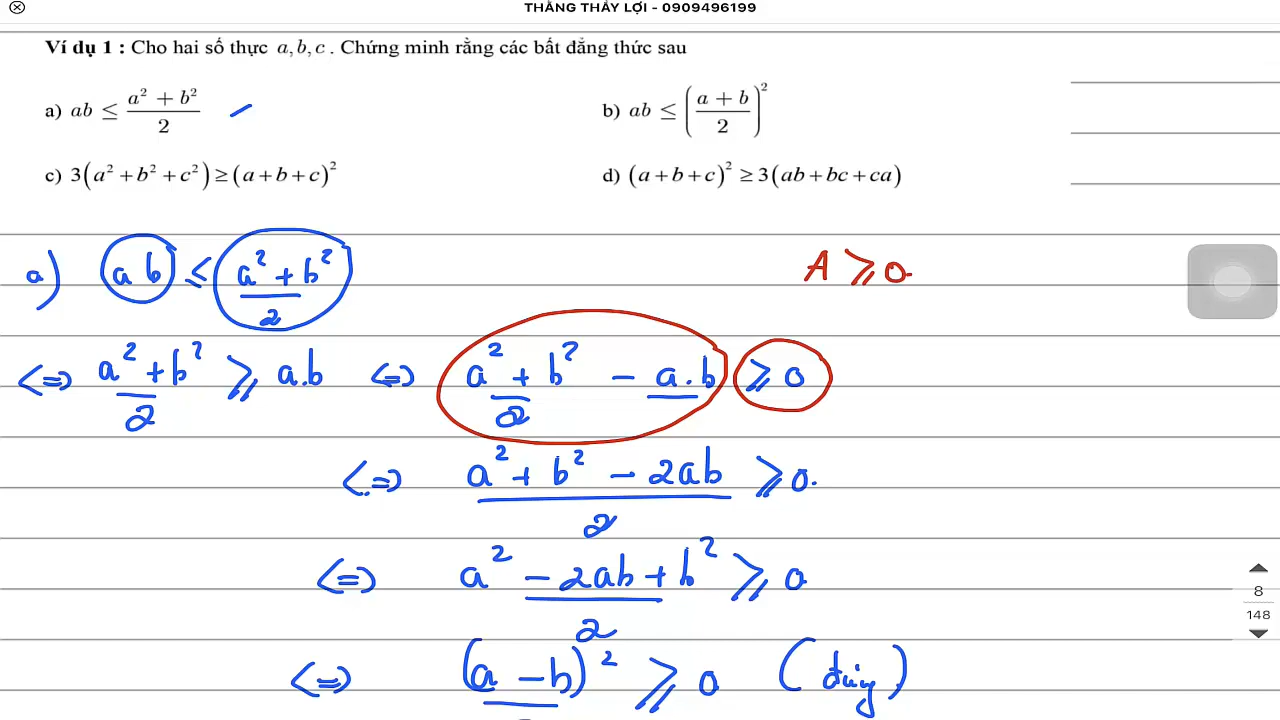 THẮNG THẦY LỢI - 0909496199
Ví dụ 1 : Cho hai số thực a, b, c . Chứng minh rằng các bất đẳng thức sau
a) ab ≤ (a² + b²)/2
b) ab ≤ ((a + b)/2)²
c) 3(a² + b² + c²) ≥ (a + b + c)²
d) (a + b + c)² ≥ 3(ab + bc + ca)
a) ab ≤ (a² + b²)/2
A ≥ 0.
<=> (a² + b²)/2 ≥ a.b <=> (a² + b²)/2 - a.b ≥ 0
<=> (a² + b² - 2ab)/2 ≥ 0.
<=> (a² - 2ab + b²)/2 ≥ 0
<=> (a - b)² ≥ 0 (đúng)
8
148